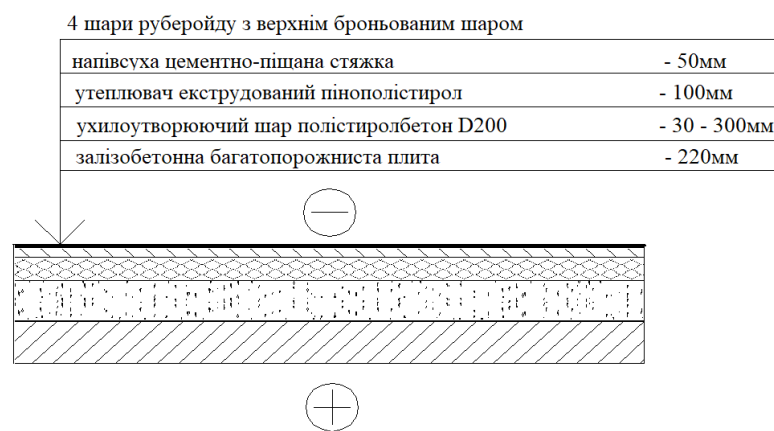 4 шари руберойду з верхнім броньованим шаром
напівсуха цементно-піщана стяжка - 50мм
утеплювач екструдований пінополістирол - 100мм
ухилоутворюючий шар полістиролбетон D200 - 30 - 300мм
залізобетонна багатопорожниста плита - 220мм